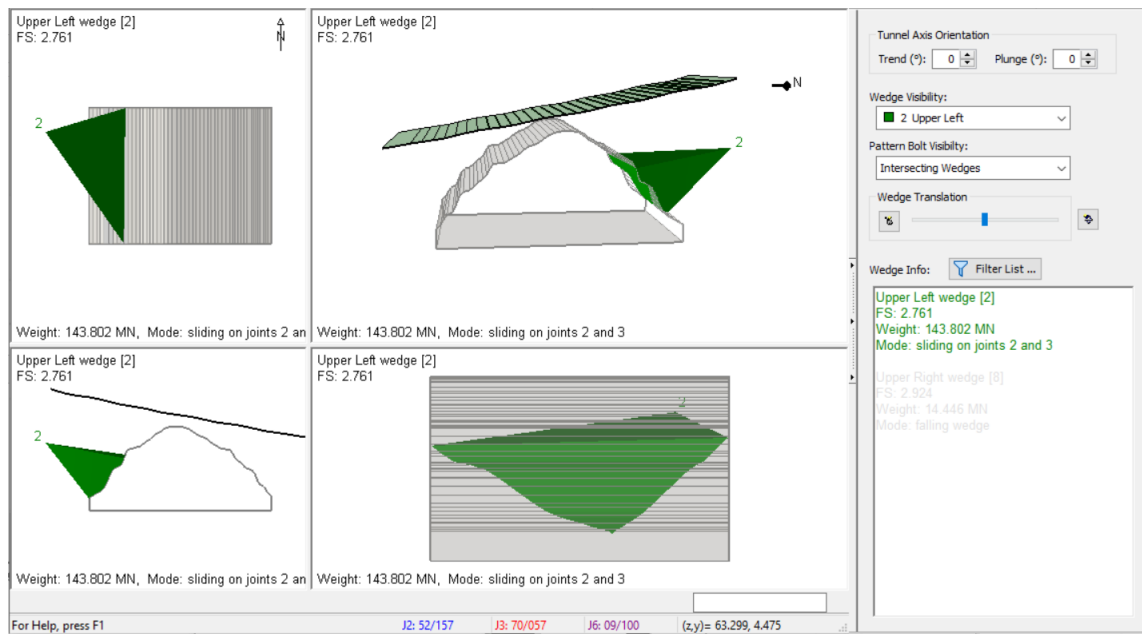 Upper Left wedge [2]
FS: 2.761
N
2
Weight: 143.802 MN, Mode: sliding on joints 2 an
Upper Left wedge [2]
FS: 2.761
N
2
Weight: 143.802 MN, Mode: sliding on joints 2 and 3
Upper Left wedge [2]
FS: 2.761
2
Weight: 143.802 MN, Mode: sliding on joints 2 an
Upper Left wedge [2]
FS: 2.761
2
Weight: 143.802 MN, Mode: sliding on joints 2 and 3
Tunnel Axis Orientation
Trend (°): 0 Plunge (°): 0
Wedge Visibility:
2 Upper Left
Pattern Bolt Visibilty:
Intersecting Wedges
Wedge Translation
Wedge Info: Filter List ...
Upper Left wedge [2]
FS: 2.761
Weight: 143.802 MN
Mode: sliding on joints 2 and 3
Upper Right wedge [8]
FS: 2.924
Weight: 14.446 MN
Mode: falling wedge
For Help, press F1 J2: 52/157 J3: 70/057 J6: 09/100 (z,y)= 63.299, 4.475